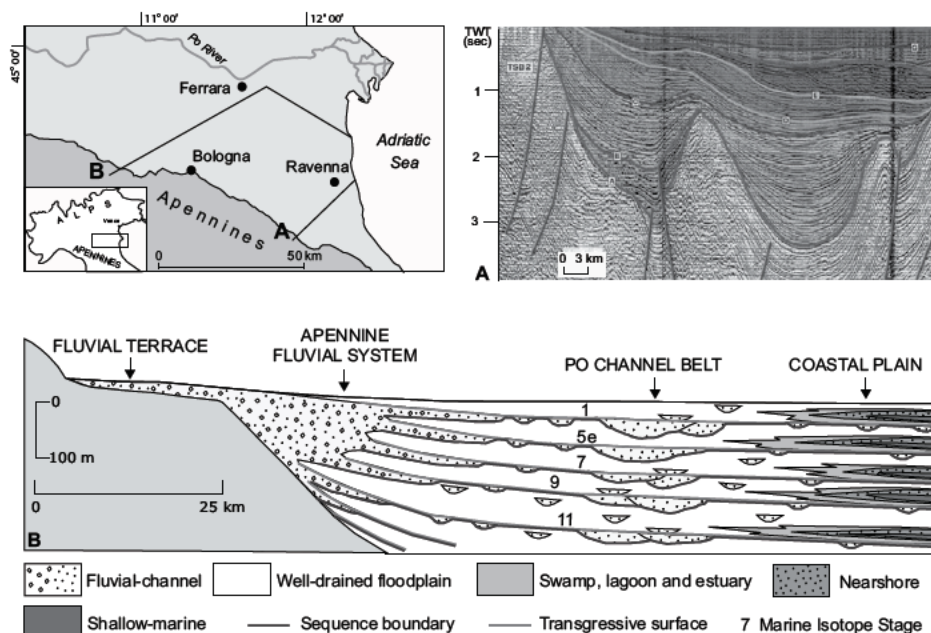 11° 00'
12° 00'
45° 00'
Po River
Ferrara
Adriatic
Sea
Bologna
B
Ravenna
Apennines
A
ALPS
APENNINES
0
50 km
TWT
(sec)
TSB2
G
1
E
2
3
0 3 km
A
FLUVIAL TERRACE
APENNINE
FLUVIAL SYSTEM
PO CHANNEL BELT
COASTAL PLAIN
0
1
5e
100 m
7
9
0
25 km
11
B
Fluvial-channel
Well-drained floodplain
Swamp, lagoon and estuary
Nearshore
Shallow-marine
Sequence boundary
Transgressive surface
7 Marine Isotope Stage